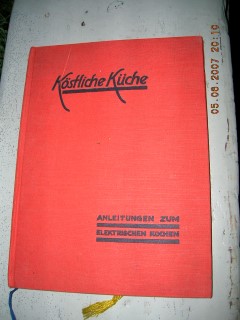 Köstliche Küche
ANLEITUNGEN ZUM
ELEKTRISCHEN KOCHEN
05.08.2007 20:10